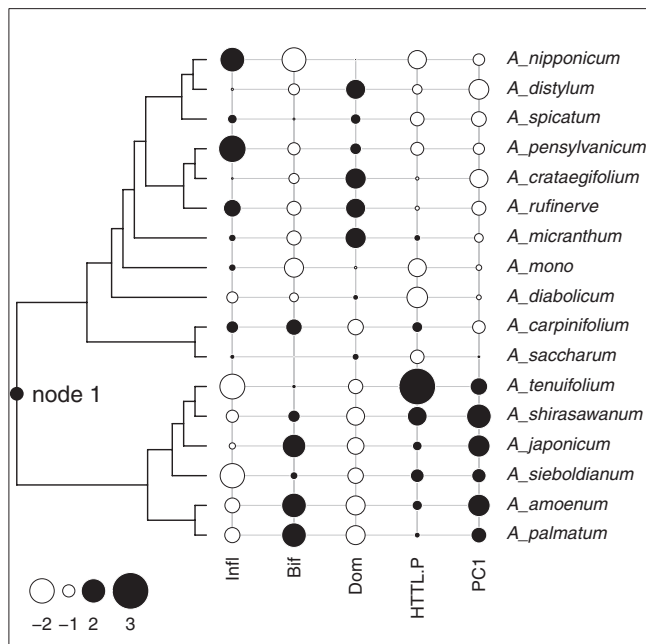 A_nipponicum
A_distylum
A_spicatum
A_pensylvanicum
A_crataegifolium
A_rufinerve
A_micranthum
A_mono
A_diabolicum
A_carpinifolium
A_saccharum
A_tenuifolium
node 1
A_shirasawanum
A_japonicum
A_sieboldianum
A_amoenum
A_palmatum
Infl
Bif
Dom
HTTL.P
PC1
-2 -1 2 3